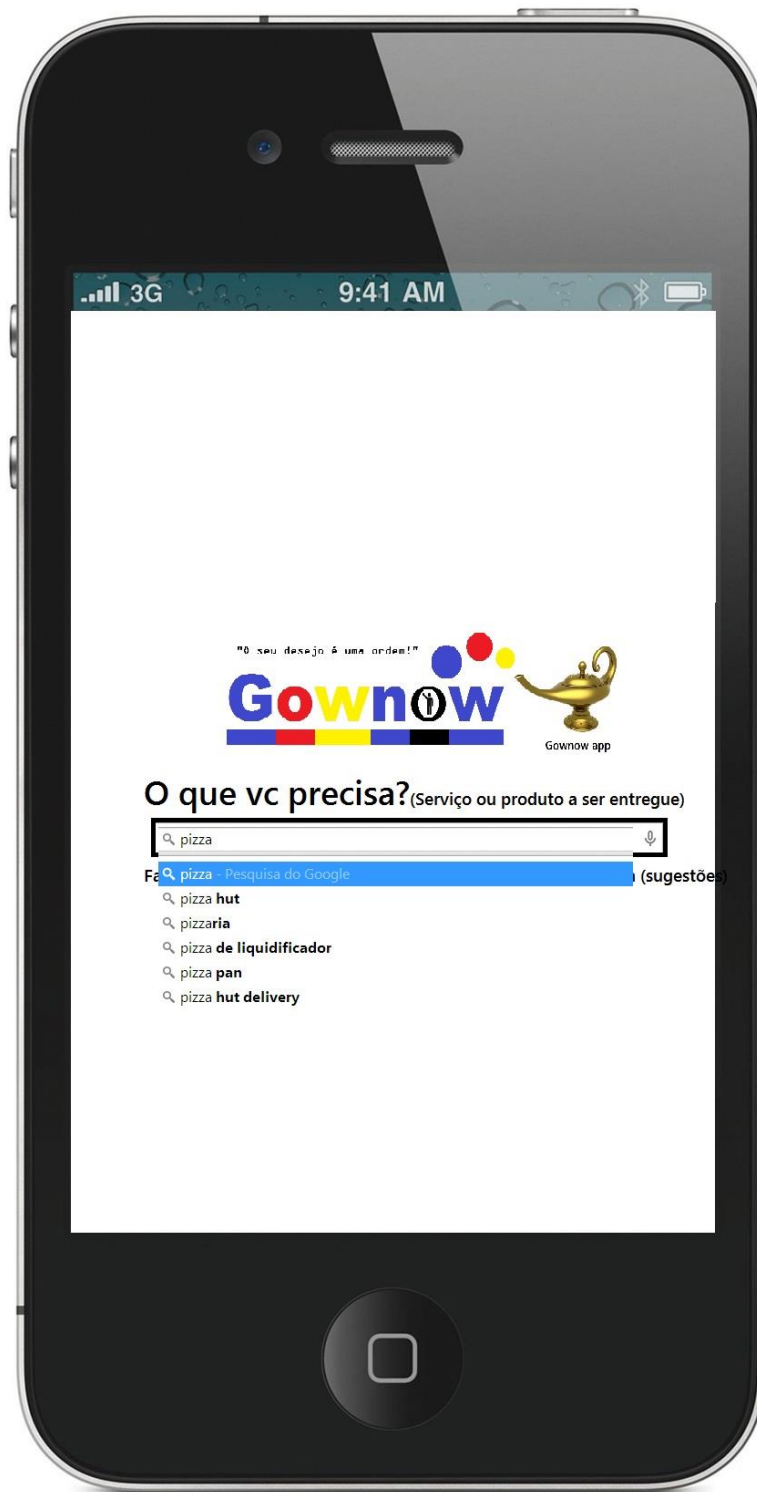 3G 9:41 AM
"O seu desejo é uma ordem!"
Gownow
Gownow app
O que vc precisa?(Serviço ou produto a ser entregue)
pizza
pizza - Pesquisa do Google
(sugestões)
pizza hut
pizzaria
pizza de liquidificador
pizza pan
pizza hut delivery